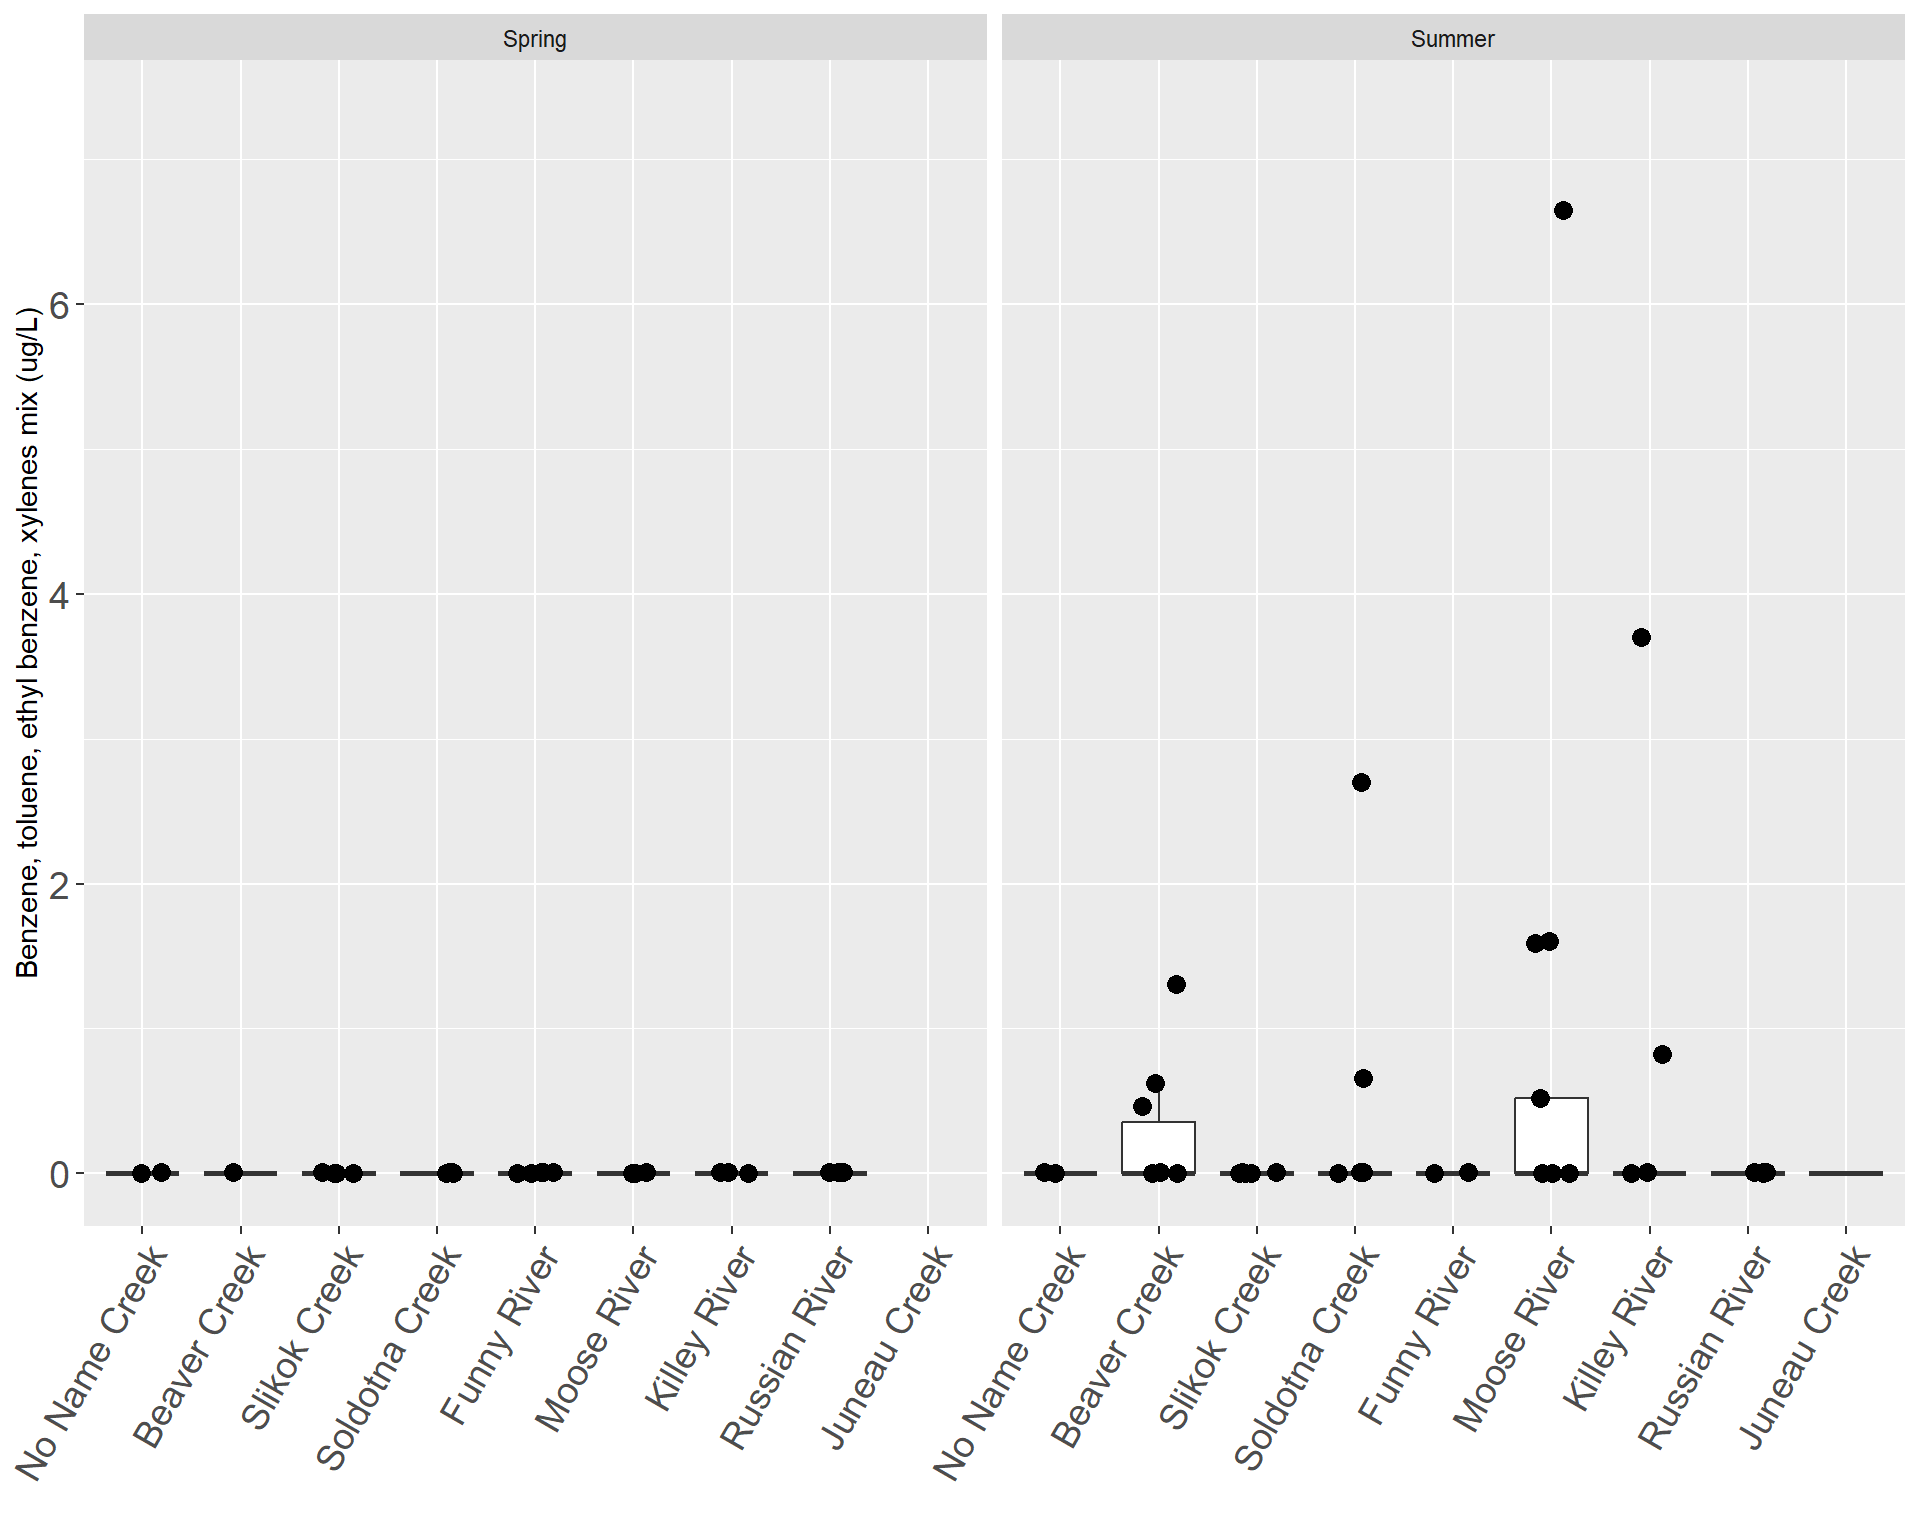 Spring
Summer
Benzene, toluene, ethyl benzene, xylenes mix (ug/L)
6
4
2
0
No Name Creek
Beaver Creek
Slikok Creek
Soldotna Creek
Funny River
Moose River
Killey River
Russian River
Juneau Creek
No Name Creek
Beaver Creek
Slikok Creek
Soldotna Creek
Funny River
Moose River
Killey River
Russian River
Juneau Creek